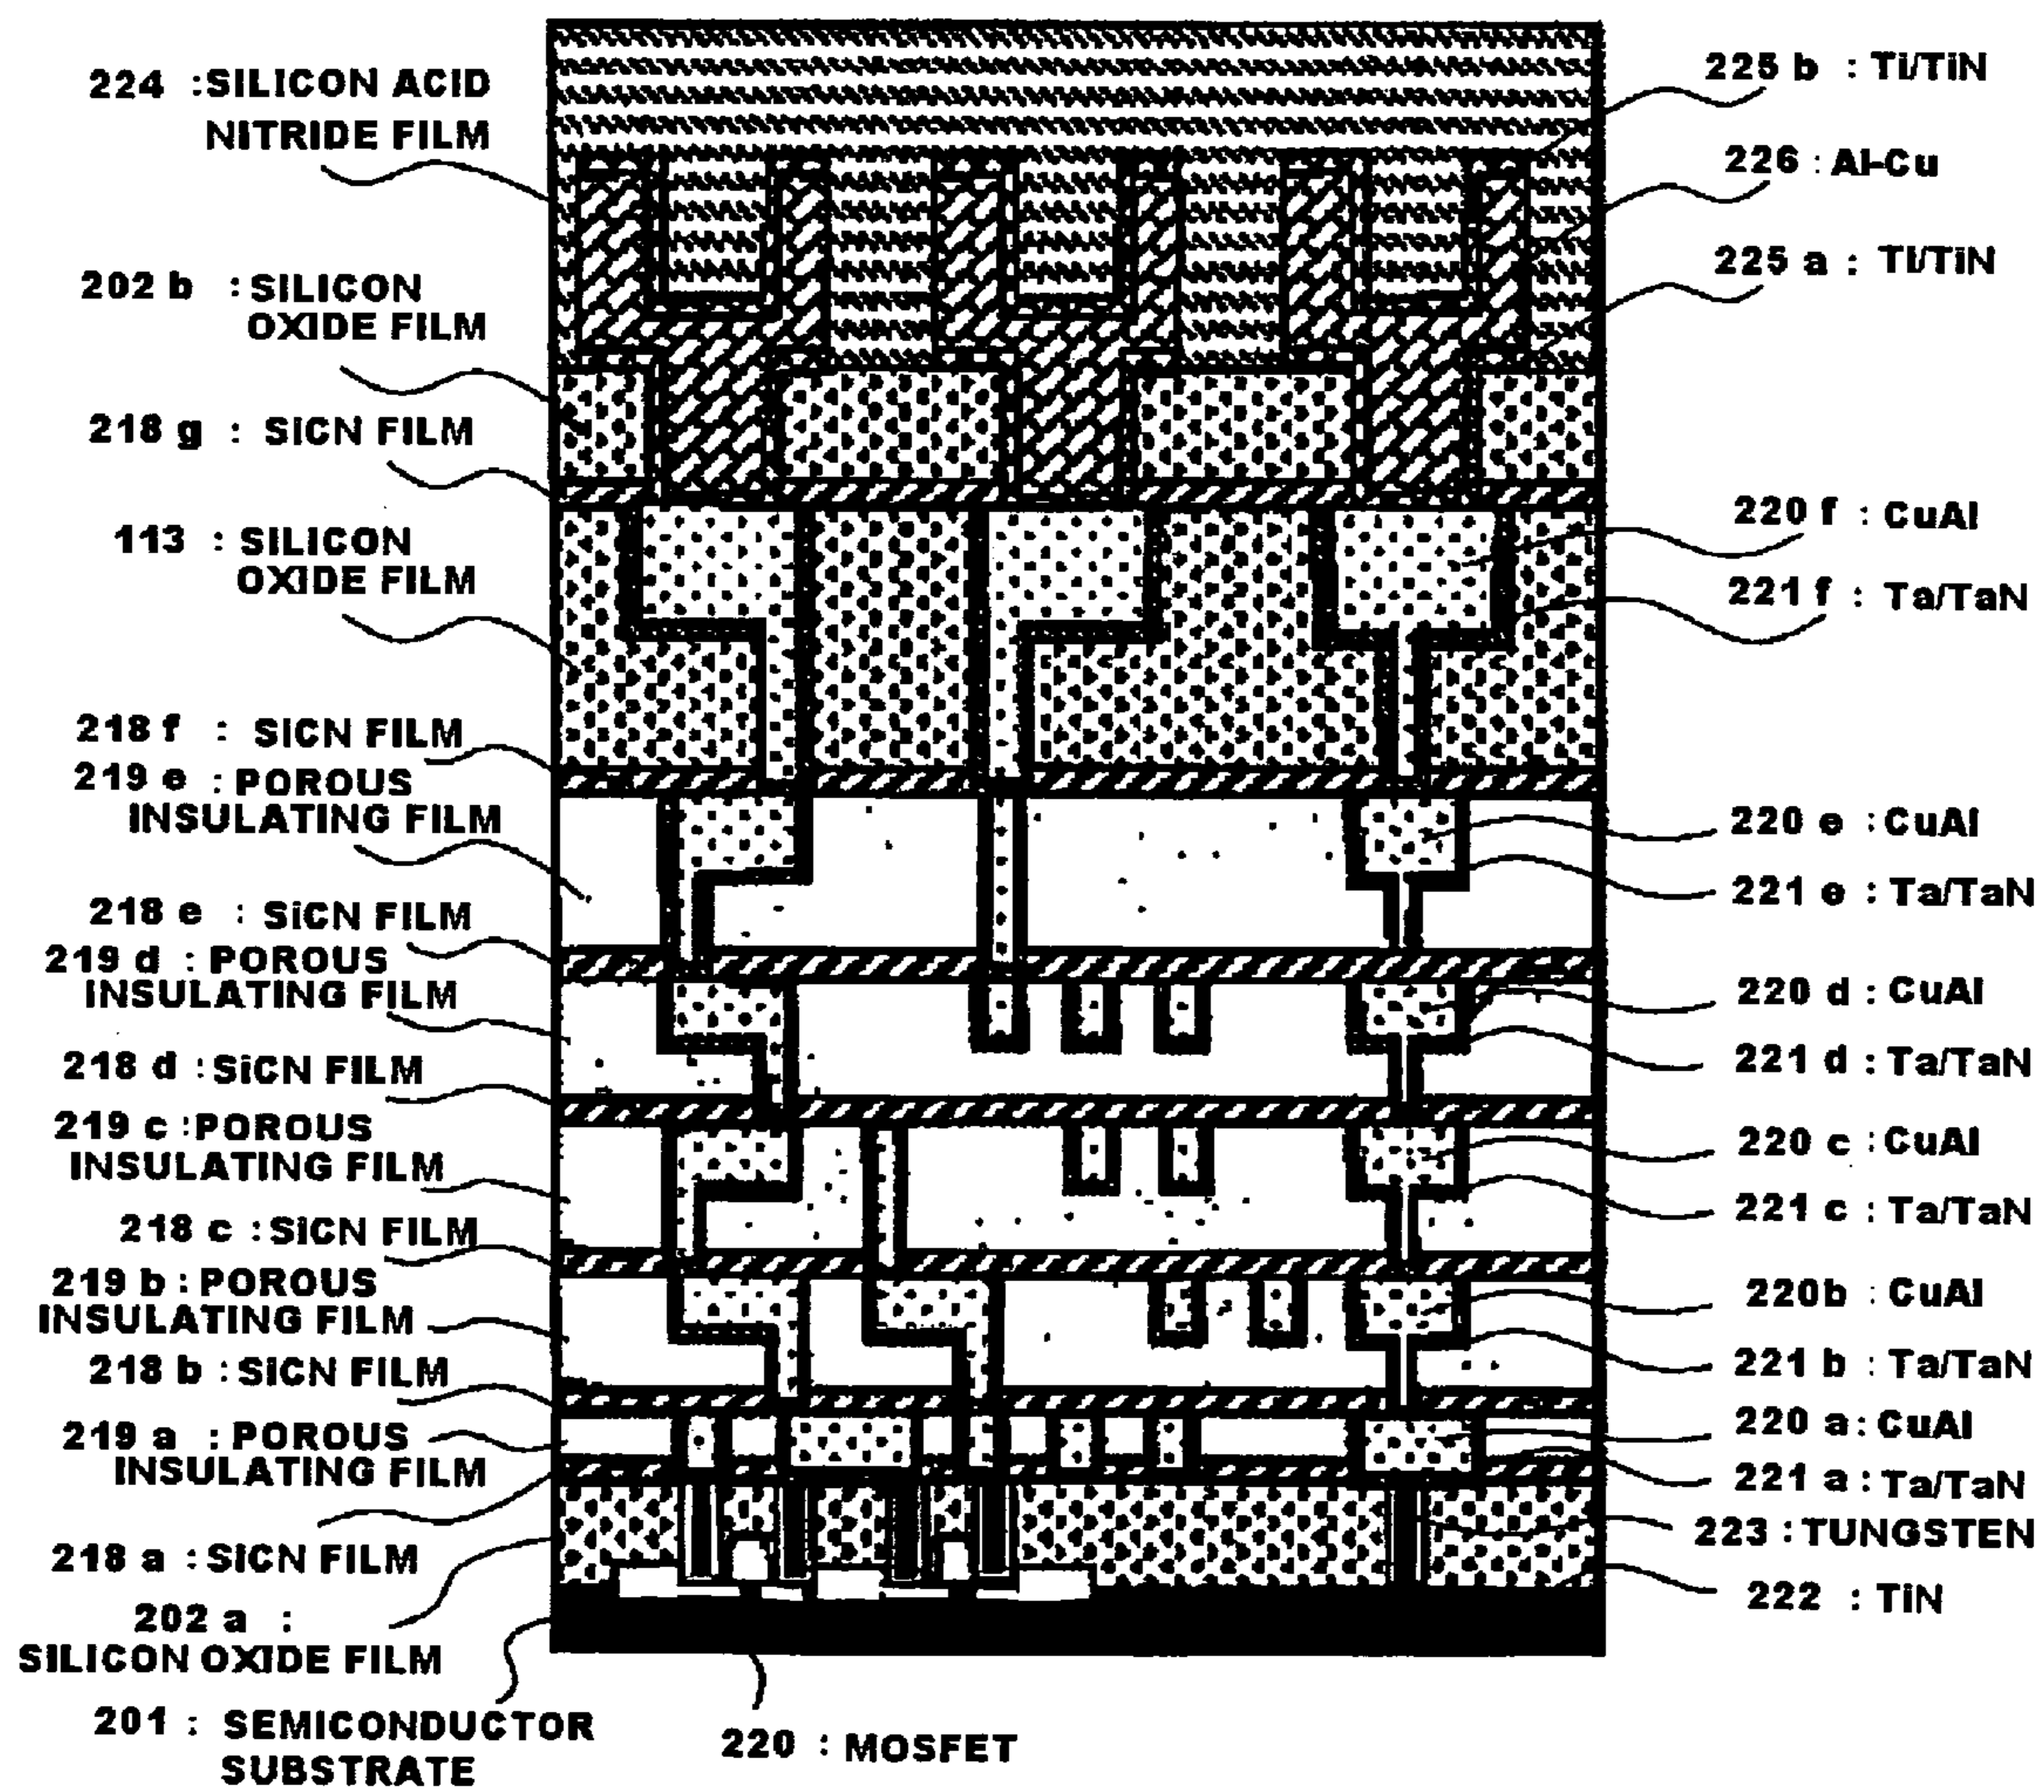 224 :SILICON ACID
NITRIDE FILM
202 b :SILICON
OXIDE FILM
218 g : SiCN FILM
113 :SILICON
OXIDE FILM
218 f : SiCN FILM
219 e :POROUS
INSULATING FILM
218 e : SiCN FILM
219 d :POROUS
INSULATING FILM
218 d :SiCN FILM
219 c :POROUS
INSULATING FILM
218 c :SiCN FILM
219 b :POROUS
INSULATING FILM
218 b :SiCN FILM
219 a :POROUS
INSULATING FILM
218 a :SiCN FILM
202 a :
SILICON OXIDE FILM
201 : SEMICONDUCTOR
SUBSTRATE
220 : MOSFET
225 b : Ti/TiN
226 : Al-Cu
225 a : Ti/TiN
220 f : CuAl
221 f : Ta/TaN
220 e : CuAl
221 e : Ta/TaN
220 d : CuAl
221 d : Ta/TaN
220 c : CuAl
221 c : Ta/TaN
220b : CuAl
221 b : Ta/TaN
220 a: CuAl
221 a : Ta/TaN
223 : TUNGSTEN
222 : TiN